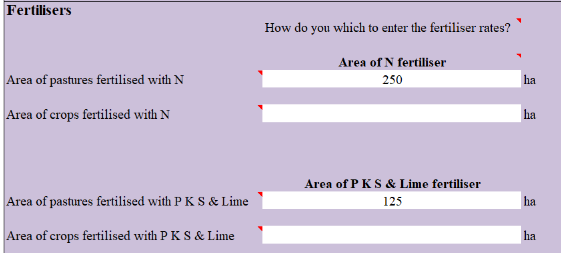 Fertilisers
How do you which to enter the fertiliser rates?
Area of N fertiliser
Area of pastures fertilised with N 250 ha
Area of crops fertilised with N ha
Area of P K S & Lime fertiliser
Area of pastures fertilised with P K S & Lime 125 ha
Area of crops fertilised with P K S & Lime ha